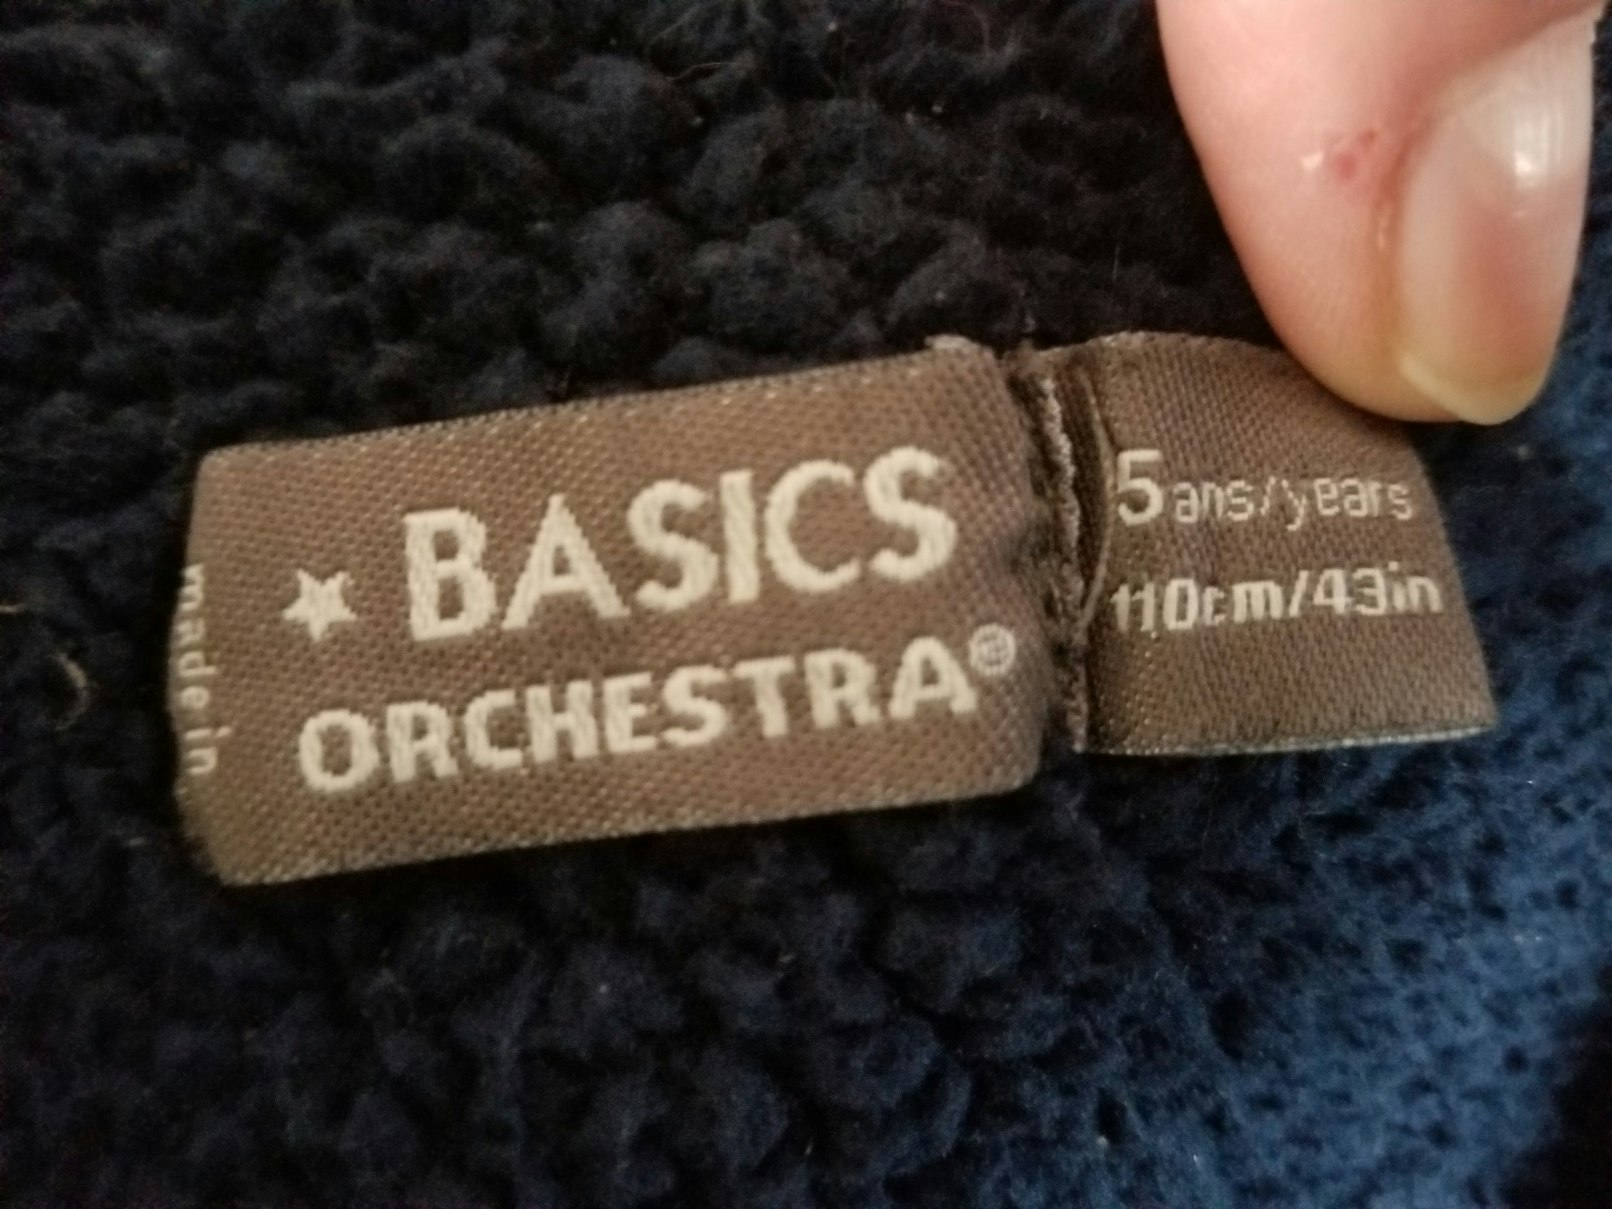 BASICS
ORCHESTRA®
made in
5 ans/years
110cm/43in